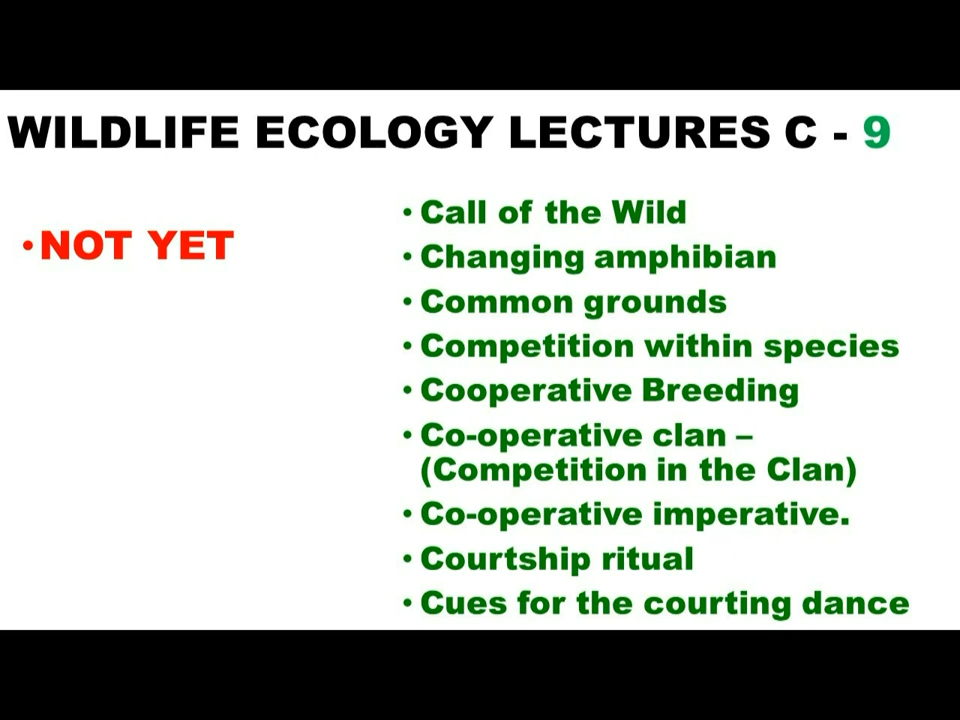 WILDLIFE ECOLOGY LECTURES C - 9
• NOT YET
• Call of the Wild
• Changing amphibian
• Common grounds
• Competition within species
• Cooperative Breeding
• Co-operative clan –
(Competition in the Clan)
• Co-operative imperative.
• Courtship ritual
• Cues for the courting dance